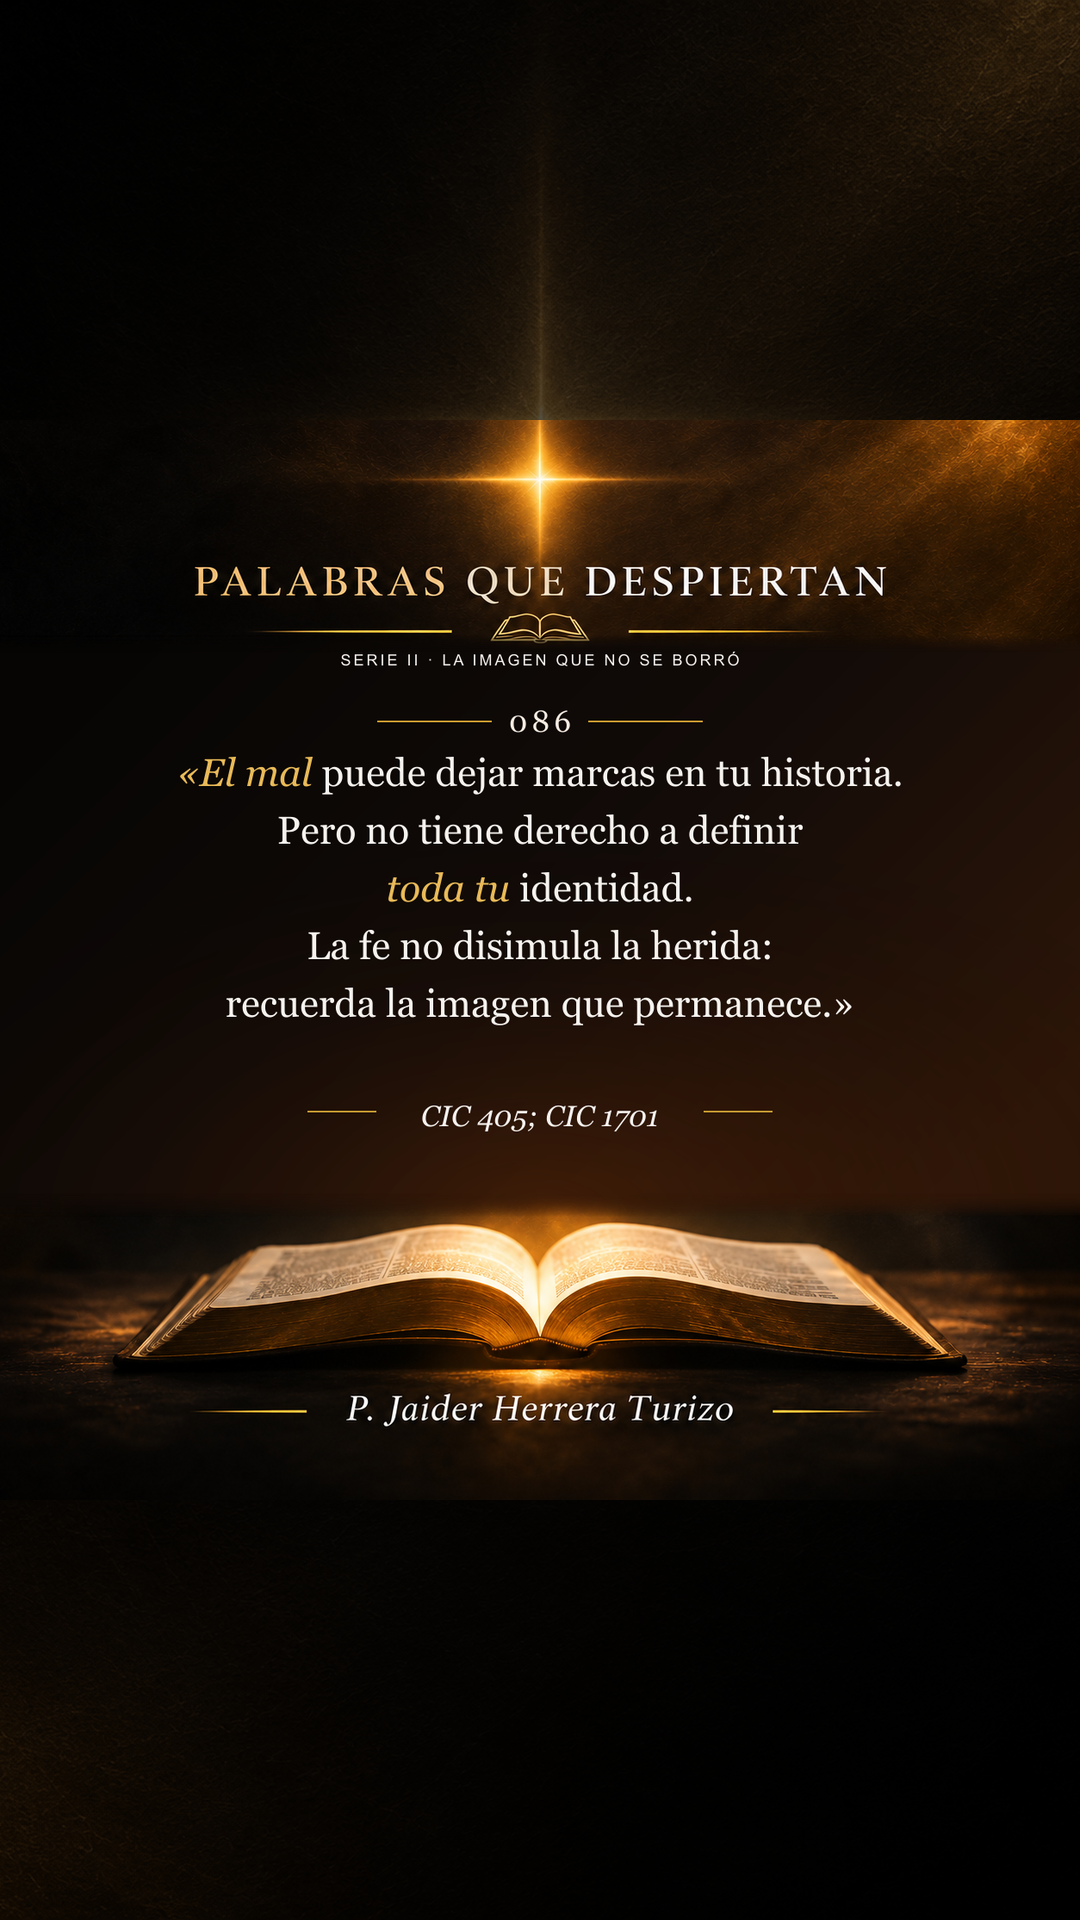 PALABRAS QUE DESPIERTAN
SERIE II · LA IMAGEN QUE NO SE BORRÓ
086
«El mal puede dejar marcas en tu historia.
Pero no tiene derecho a definir
toda tu identidad.
La fe no disimula la herida:
recuerda la imagen que permanece.»
CIC 405; CIC 1701
P. Jaider Herrera Turizo